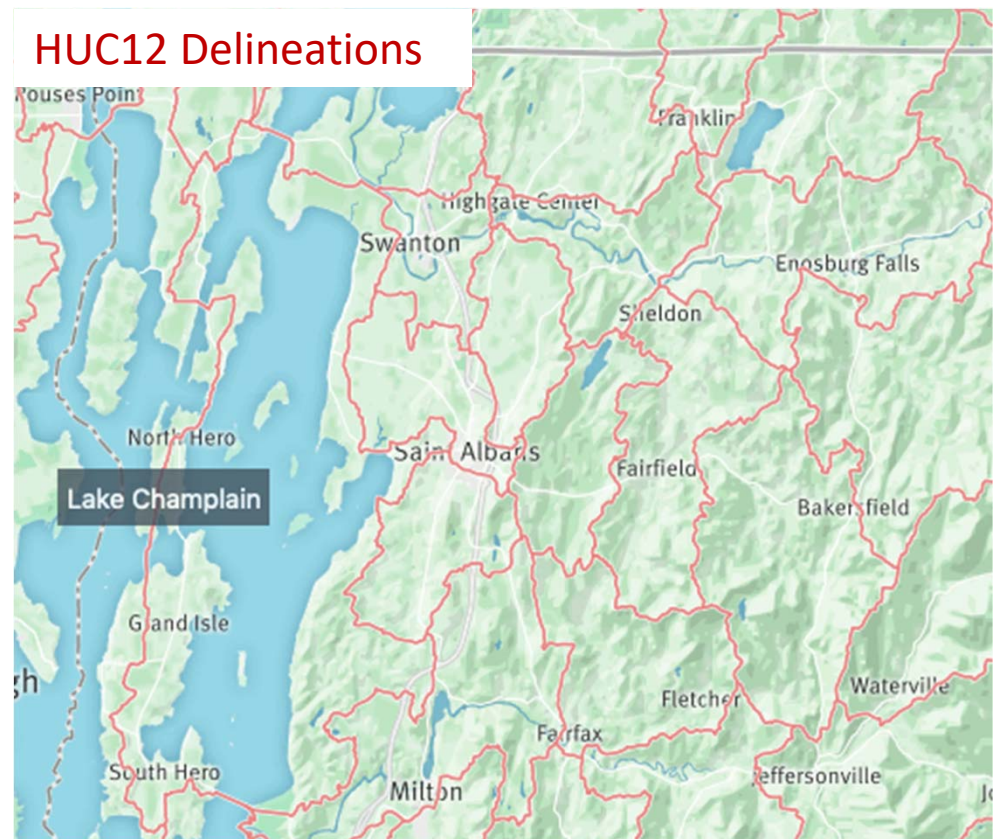 HUC12 Delineations
Rouses Point
Franklin
Highgate Center
Swanton
Enosburg Falls
Sheldon
North Hero
Saint Albans
Fairfield
Lake Champlain
Bakersfield
Grand Isle
gh
Fletcher
Waterville
Fairfax
South Hero
Jeffersonville
Milton